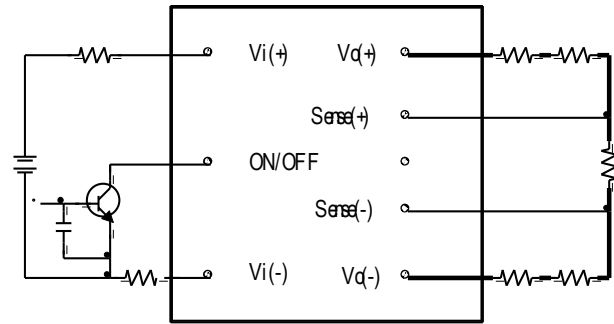 Vi(+) Vo(+)
Sense(+)
ON/OFF
Sense(-)
Vi(-) Vo(-)